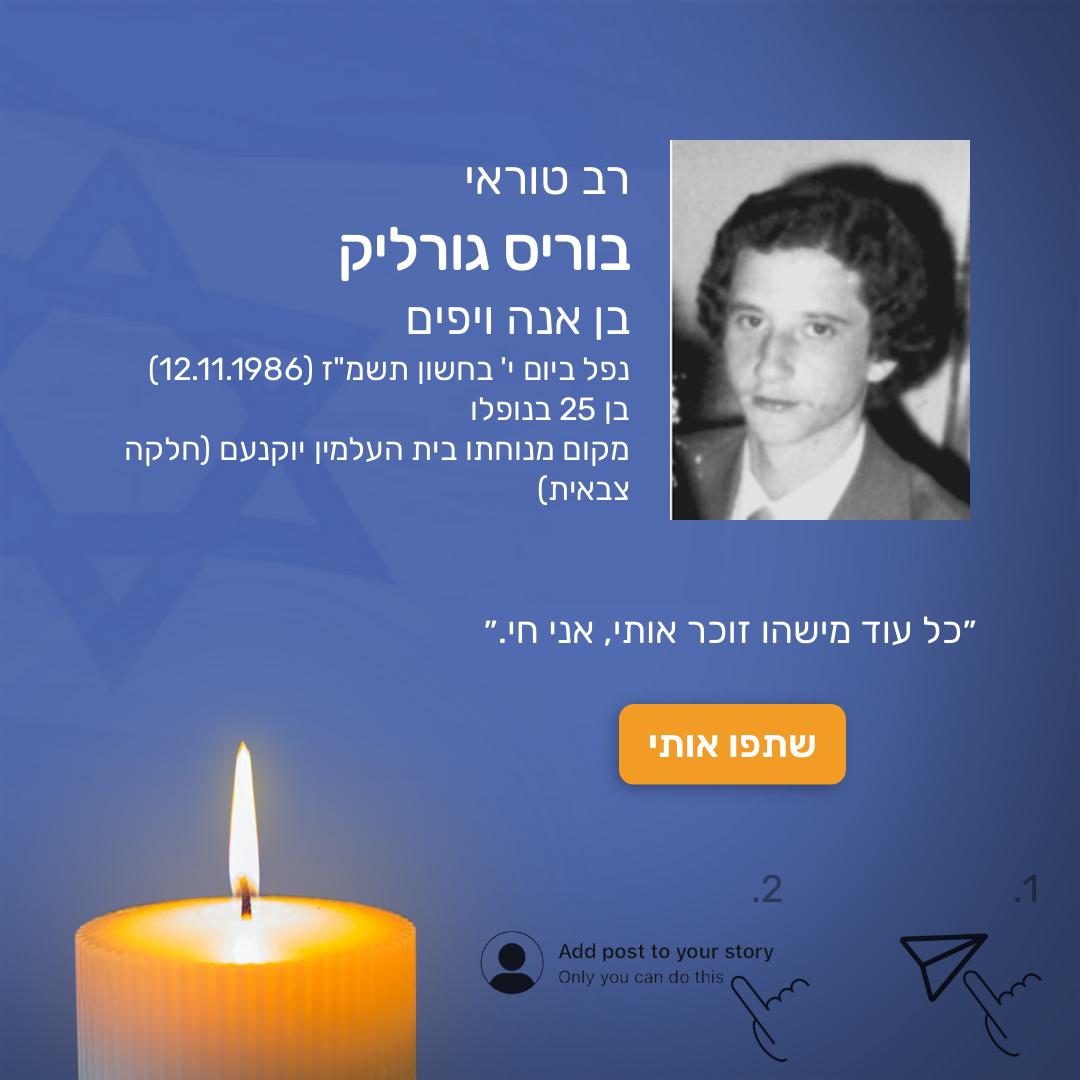 רב טוראי
בוריס גורליק
בן אנה ויפים
נפל ביום י' בחשון תשמ"ז (12.11.1986)
בן 25 בנופלו
מקום מנוחתו בית העלמין יוקנעם (חלקה
צבאית)
״כל עוד מישהו זוכר אותי, אני חי.״
שתפו אותי
1.
2.
Add post to your story
Only you can do this